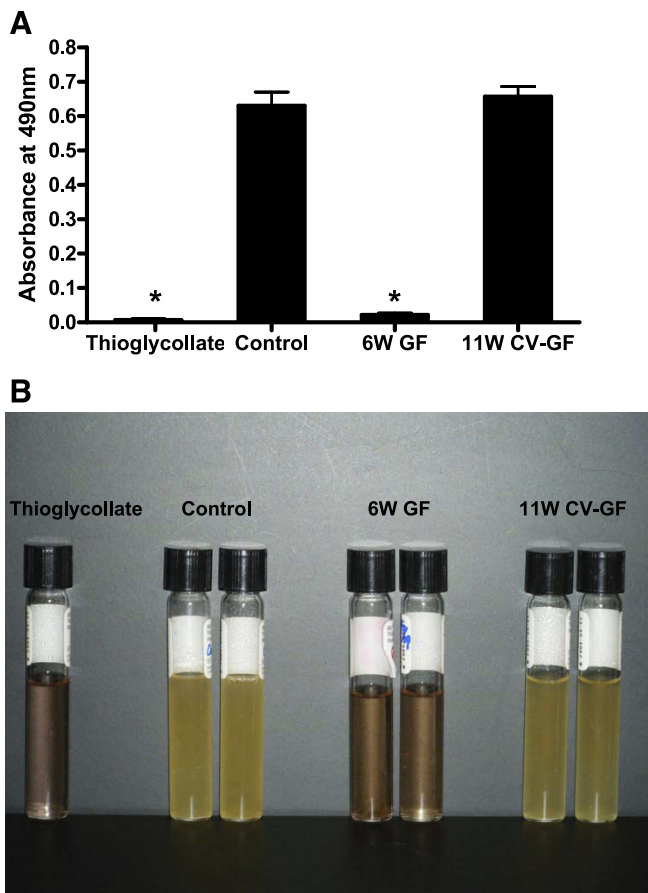 A
Absorbance at 490nm
0.8
0.7
0.6
0.5
0.4
0.3
0.2
0.1
0.0
*
*
Thioglycollate Control 6W GF 11W CV-GF
B
Thioglycollate Control 6W GF 11W CV-GF